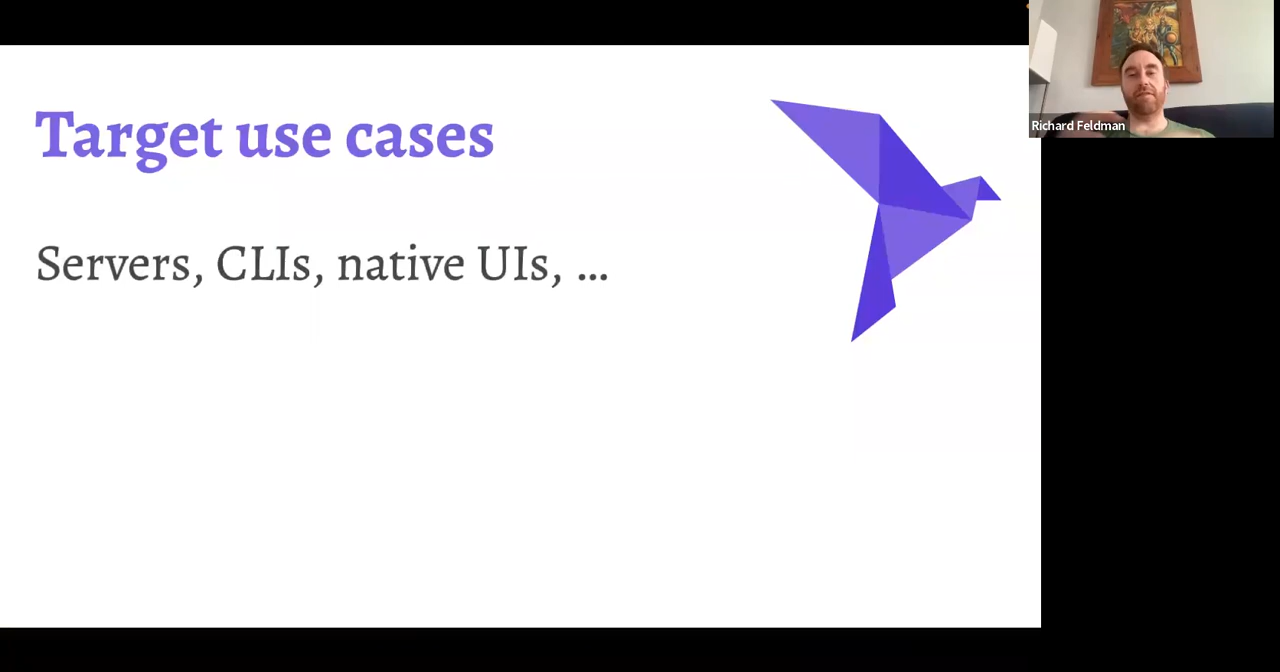 Target use cases
Servers, CLIs, native UIs, ...
Richard Feldman